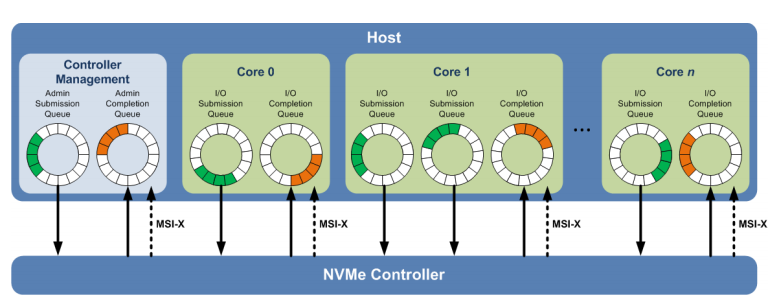 Host
Controller
Management
Admin
Submission
Queue
Admin
Completion
Queue
Core 0
I/O
Submission
Queue
I/O
Completion
Queue
Core 1
I/O
Submission
Queue
I/O
Submission
Queue
I/O
Completion
Queue
...
Core n
I/O
Submission
Queue
I/O
Completion
Queue
MSI-X
MSI-X
MSI-X
MSI-X
NVMe Controller